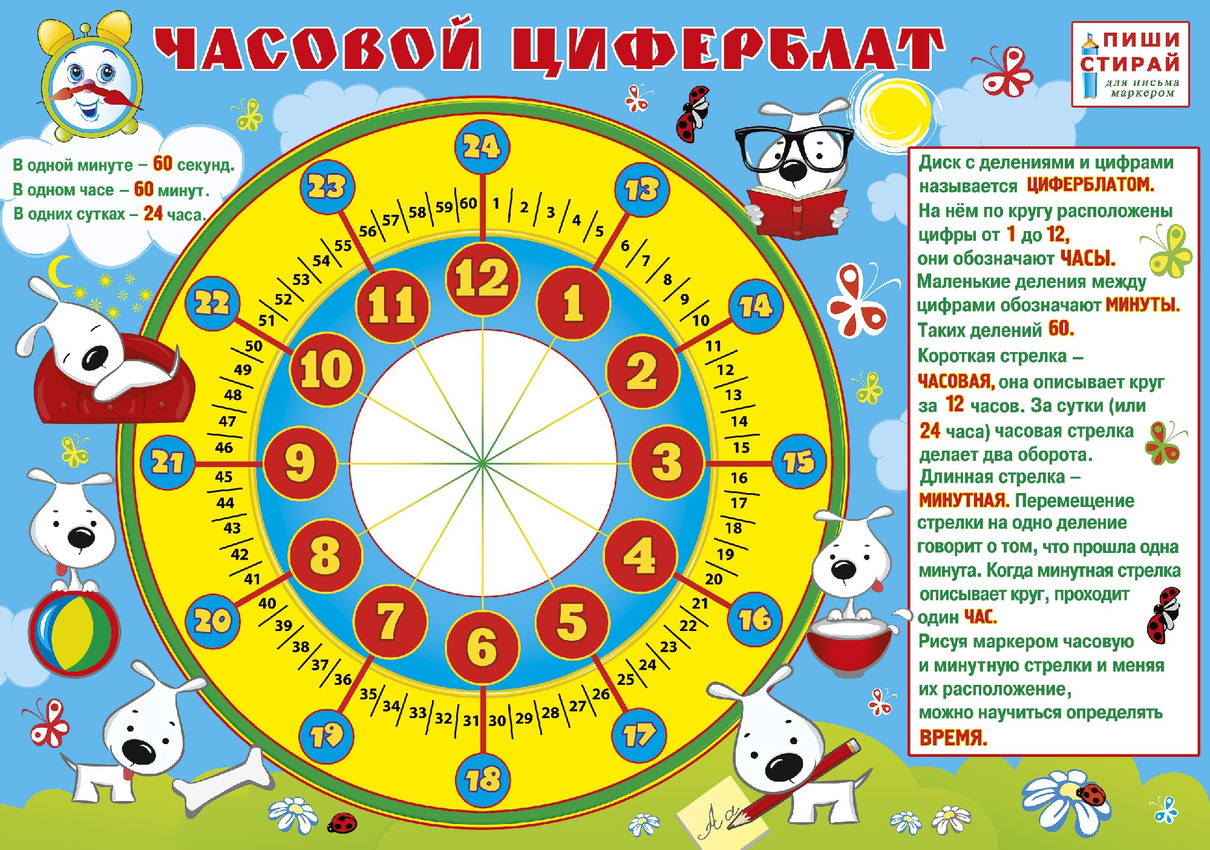 ЧАСОВОЙ ЦИФЕРБЛАТ
ПИШИ
СТИРАЙ
для письма
маркером
В одной минуте – 60 секунд.
В одном часе – 60 минут.
В одних сутках – 24 часа.
24
13
14
15
16
17
18
19
20
21
22
23
1
2
3
4
5
6
7
8
9
10
11
12
13
14
15
16
17
18
19
20
21
22
23
24
25
26
27
28
29
30
31
32
33
34
35
36
37
38
39
40
41
42
43
44
45
46
47
48
49
50
51
52
53
54
55
56
57
58
59
60
12
1
2
3
4
5
6
7
8
9
10
11
Диск с делениями и цифрами
называется ЦИФЕРБЛАТОМ.
На нём по кругу расположены
цифры от 1 до 12,
они обозначают ЧАСЫ.
Маленькие деления между
цифрами обозначают МИНУТЫ.
Таких делений 60.
Короткая стрелка –
ЧАСОВАЯ, она описывает круг
за 12 часов. За сутки (или
24 часа) часовая стрелка
делает два оборота.
Длинная стрелка –
МИНУТНАЯ. Перемещение
стрелки на одно деление
говорит о том, что прошла одна
минута. Когда минутная стрелка
описывает круг, проходит
один ЧАС.
Рисуя маркером часовую
и минутную стрелки и меняя
их расположение,
можно научиться определять
ВРЕМЯ.
Аа